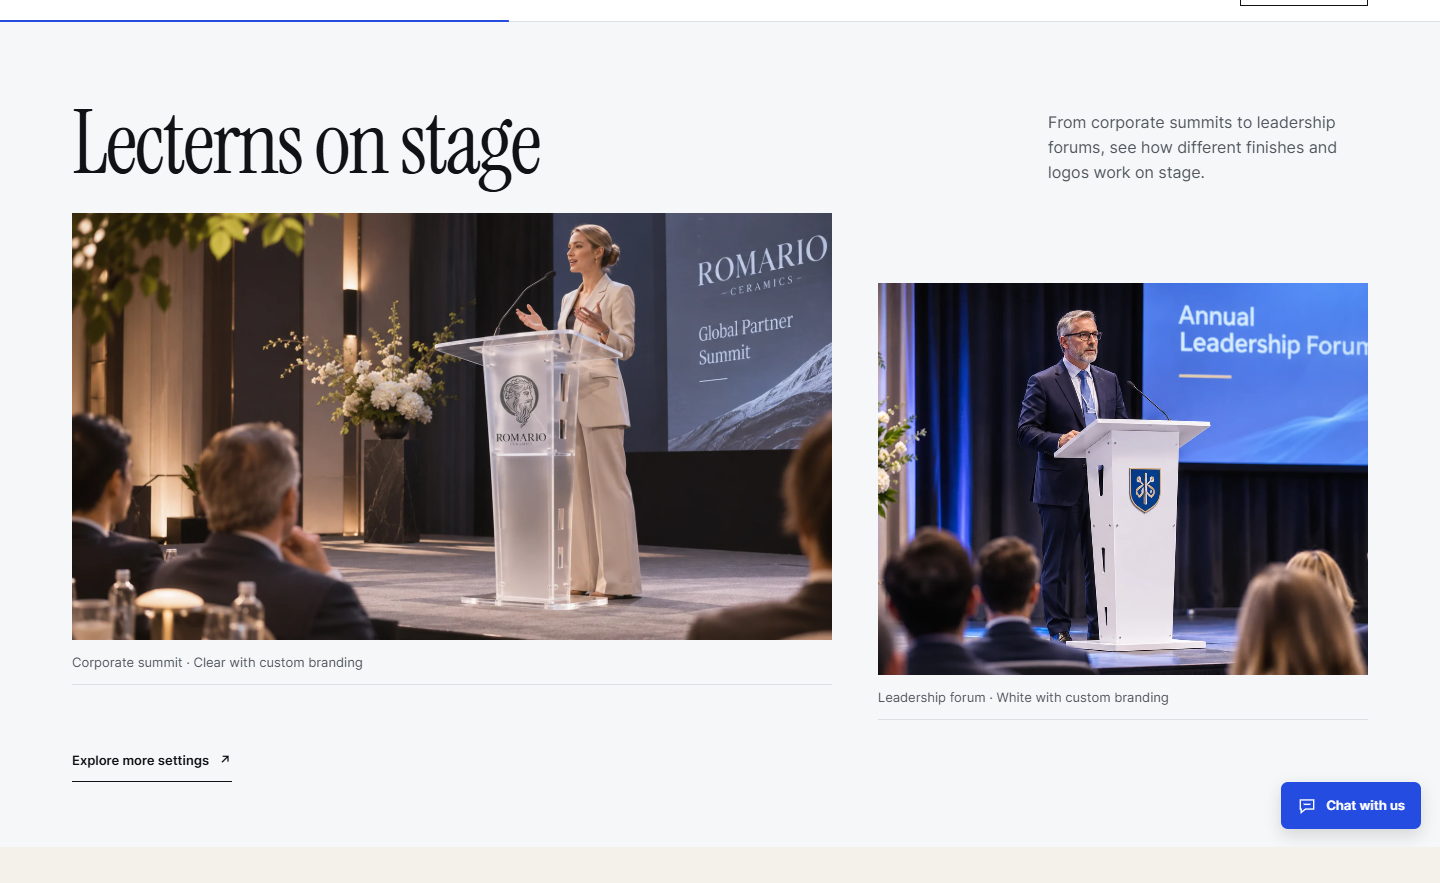 Lecterns on stage
From corporate summits to leadership
forums, see how different finishes and
logos work on stage.
ROMARIO
CERAMICS
Global Partner
Summit
ROMARIO
Annual
Leadership Forum
Corporate summit · Clear with custom branding
Leadership forum · White with custom branding
Explore more settings ↗
Chat with us